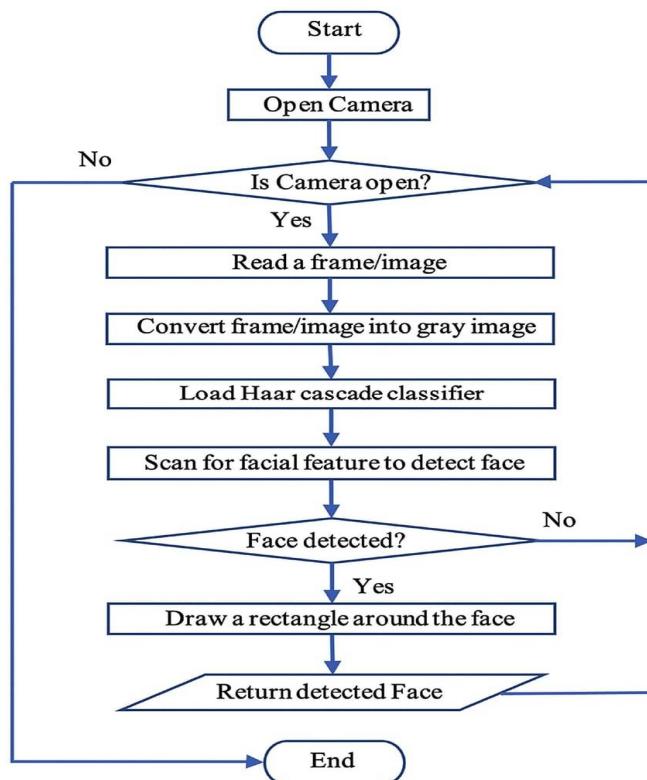 Start
Open Camera
No
Is Camera open?
Yes
Read a frame/image
Convert frame/image into gray image
Load Haar cascade classifier
Scan for facial feature to detect face
No
Face detected?
Yes
Draw a rectangle around the face
Return detected Face
End